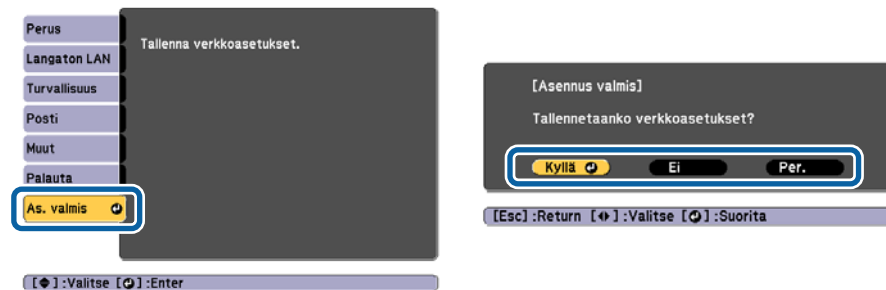 Perus
Langaton LAN
Turvallisuus
Posti
Muut
Palauta
As. valmis
Tallenna verkkoasetukset.
[ ]:Valitse [ ]:Enter
[Asennus valmis]
Tallennetaanko verkkoasetukset?
Kyllä Ei Per.
[Esc]:Return [ ]:Valitse [ ]:Suorita